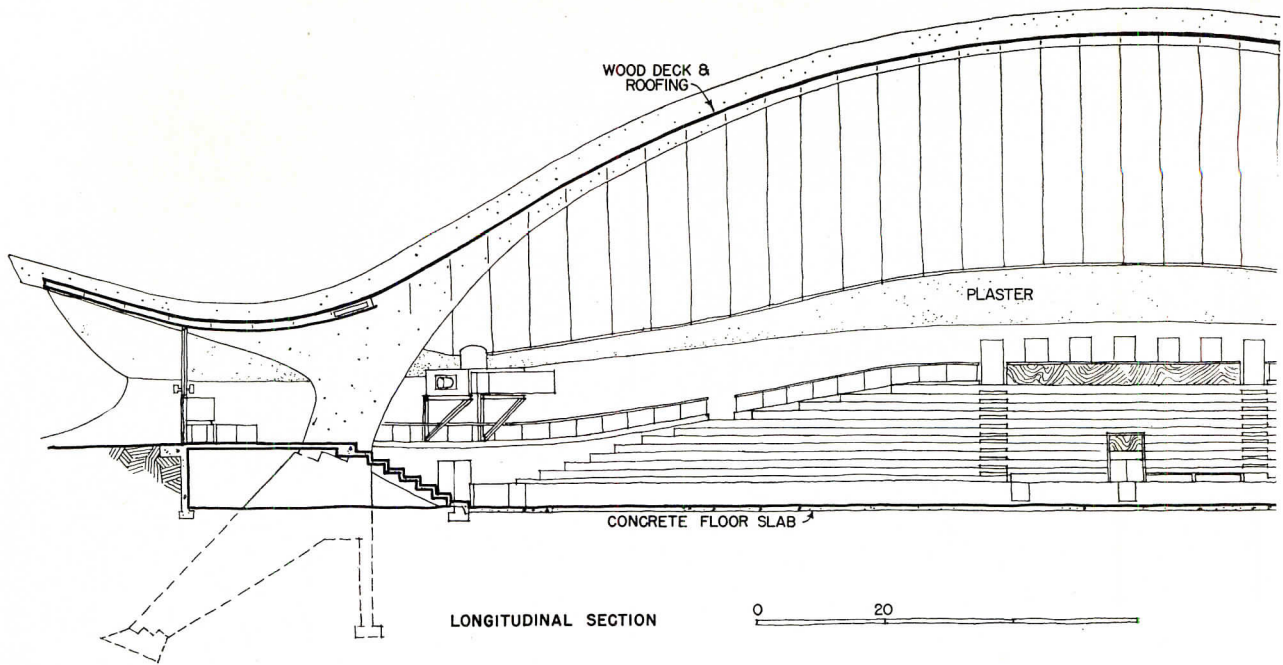 WOOD DECK &
ROOFING
PLASTER
CONCRETE FLOOR SLAB
LONGITUDINAL SECTION
0 20